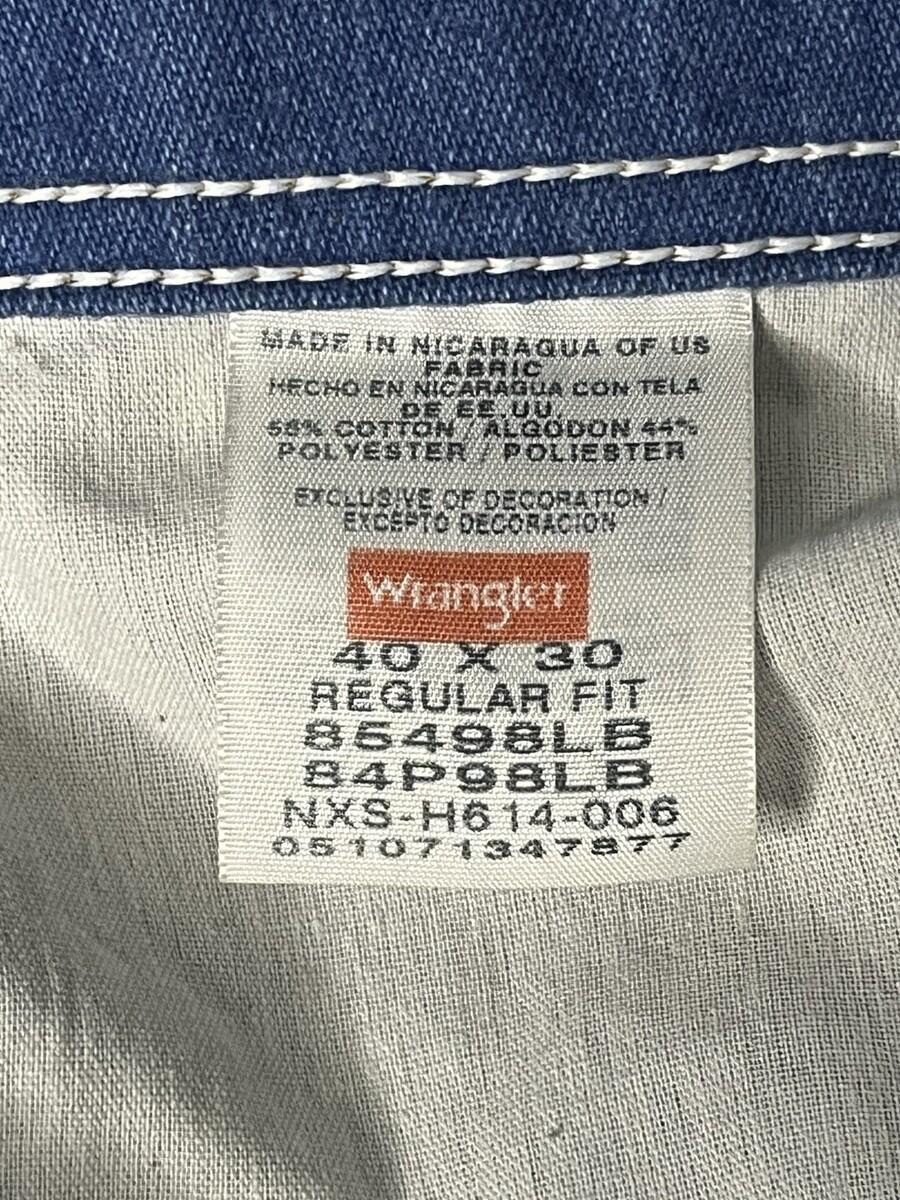 MADE IN NICARAGUA OF US
FABRIC
HECHO EN NICARAGUA CON TELA
DE EE.UU.
56% COTTON / ALGODON 44%
POLYESTER / POLIESTER
EXCLUSIVE OF DECORATION /
EXCEPTO DECORACION
Wrangler
40 X 30
REGULAR FIT
85498LB
84P98LB
NXS-H614-006
051071347877